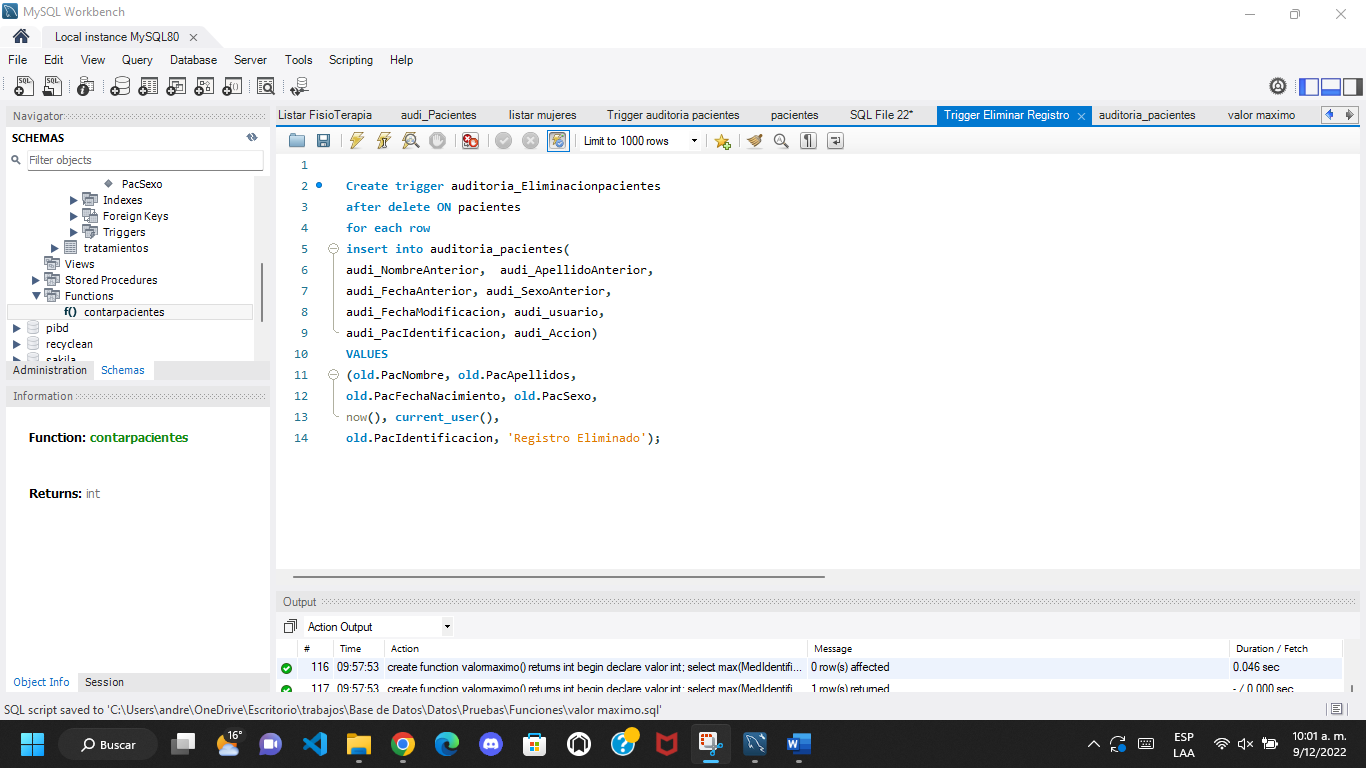 MySQL Workbench
Local instance MySQL80
File Edit View Query Database Server Tools Scripting Help
Navigator
SCHEMAS
Filter objects
PacSexo
Indexes
Foreign Keys
Triggers
tratamientos
Views
Stored Procedures
Functions
f() contarpacientes
pibd
recyclean
sakila
Administration Schemas
Information
Function: contarpacientes
Returns: int
Object Info Session
Listar FisioTerapia audi_Pacientes listar mujeres Trigger auditoria pacientes pacientes SQL File 22* Trigger Eliminar Registro auditoria_pacientes valor maximo
Limit to 1000 rows
1
2 Create trigger auditoria_Eliminacionpacientes
3 after delete ON pacientes
4 for each row
5 insert into auditoria_pacientes(
6 audi_NombreAnterior, audi_ApellidoAnterior,
7 audi_FechaAnterior, audi_SexoAnterior,
8 audi_FechaModificacion, audi_usuario,
9 audi_PacIdentificacion, audi_Accion)
10 VALUES
11 (old.PacNombre, old.PacApellidos,
12 old.PacFechaNacimiento, old.PacSexo,
13 now(), current_user(),
14 old.PacIdentificacion, 'Registro Eliminado');
Output
Action Output
# Time Action Message Duration / Fetch
116 09:57:53 create function valormaximo() returns int begin declare valor int; select max(MedIdentifi... 0 row(s) affected 0.046 sec
117 09:57:53 create function valormaximo() returns int begin declare valor int; select max(MedIdentifi... 1 row(s) returned - / 0.000 sec
SQL script saved to 'C:\Users\andre\OneDrive\Escritorio\trabajos\Base de Datos\Datos\Pruebas\Funciones\valor maximo.sql'
Buscar
16°
ESP
LAA
10:01 a. m.
9/12/2022